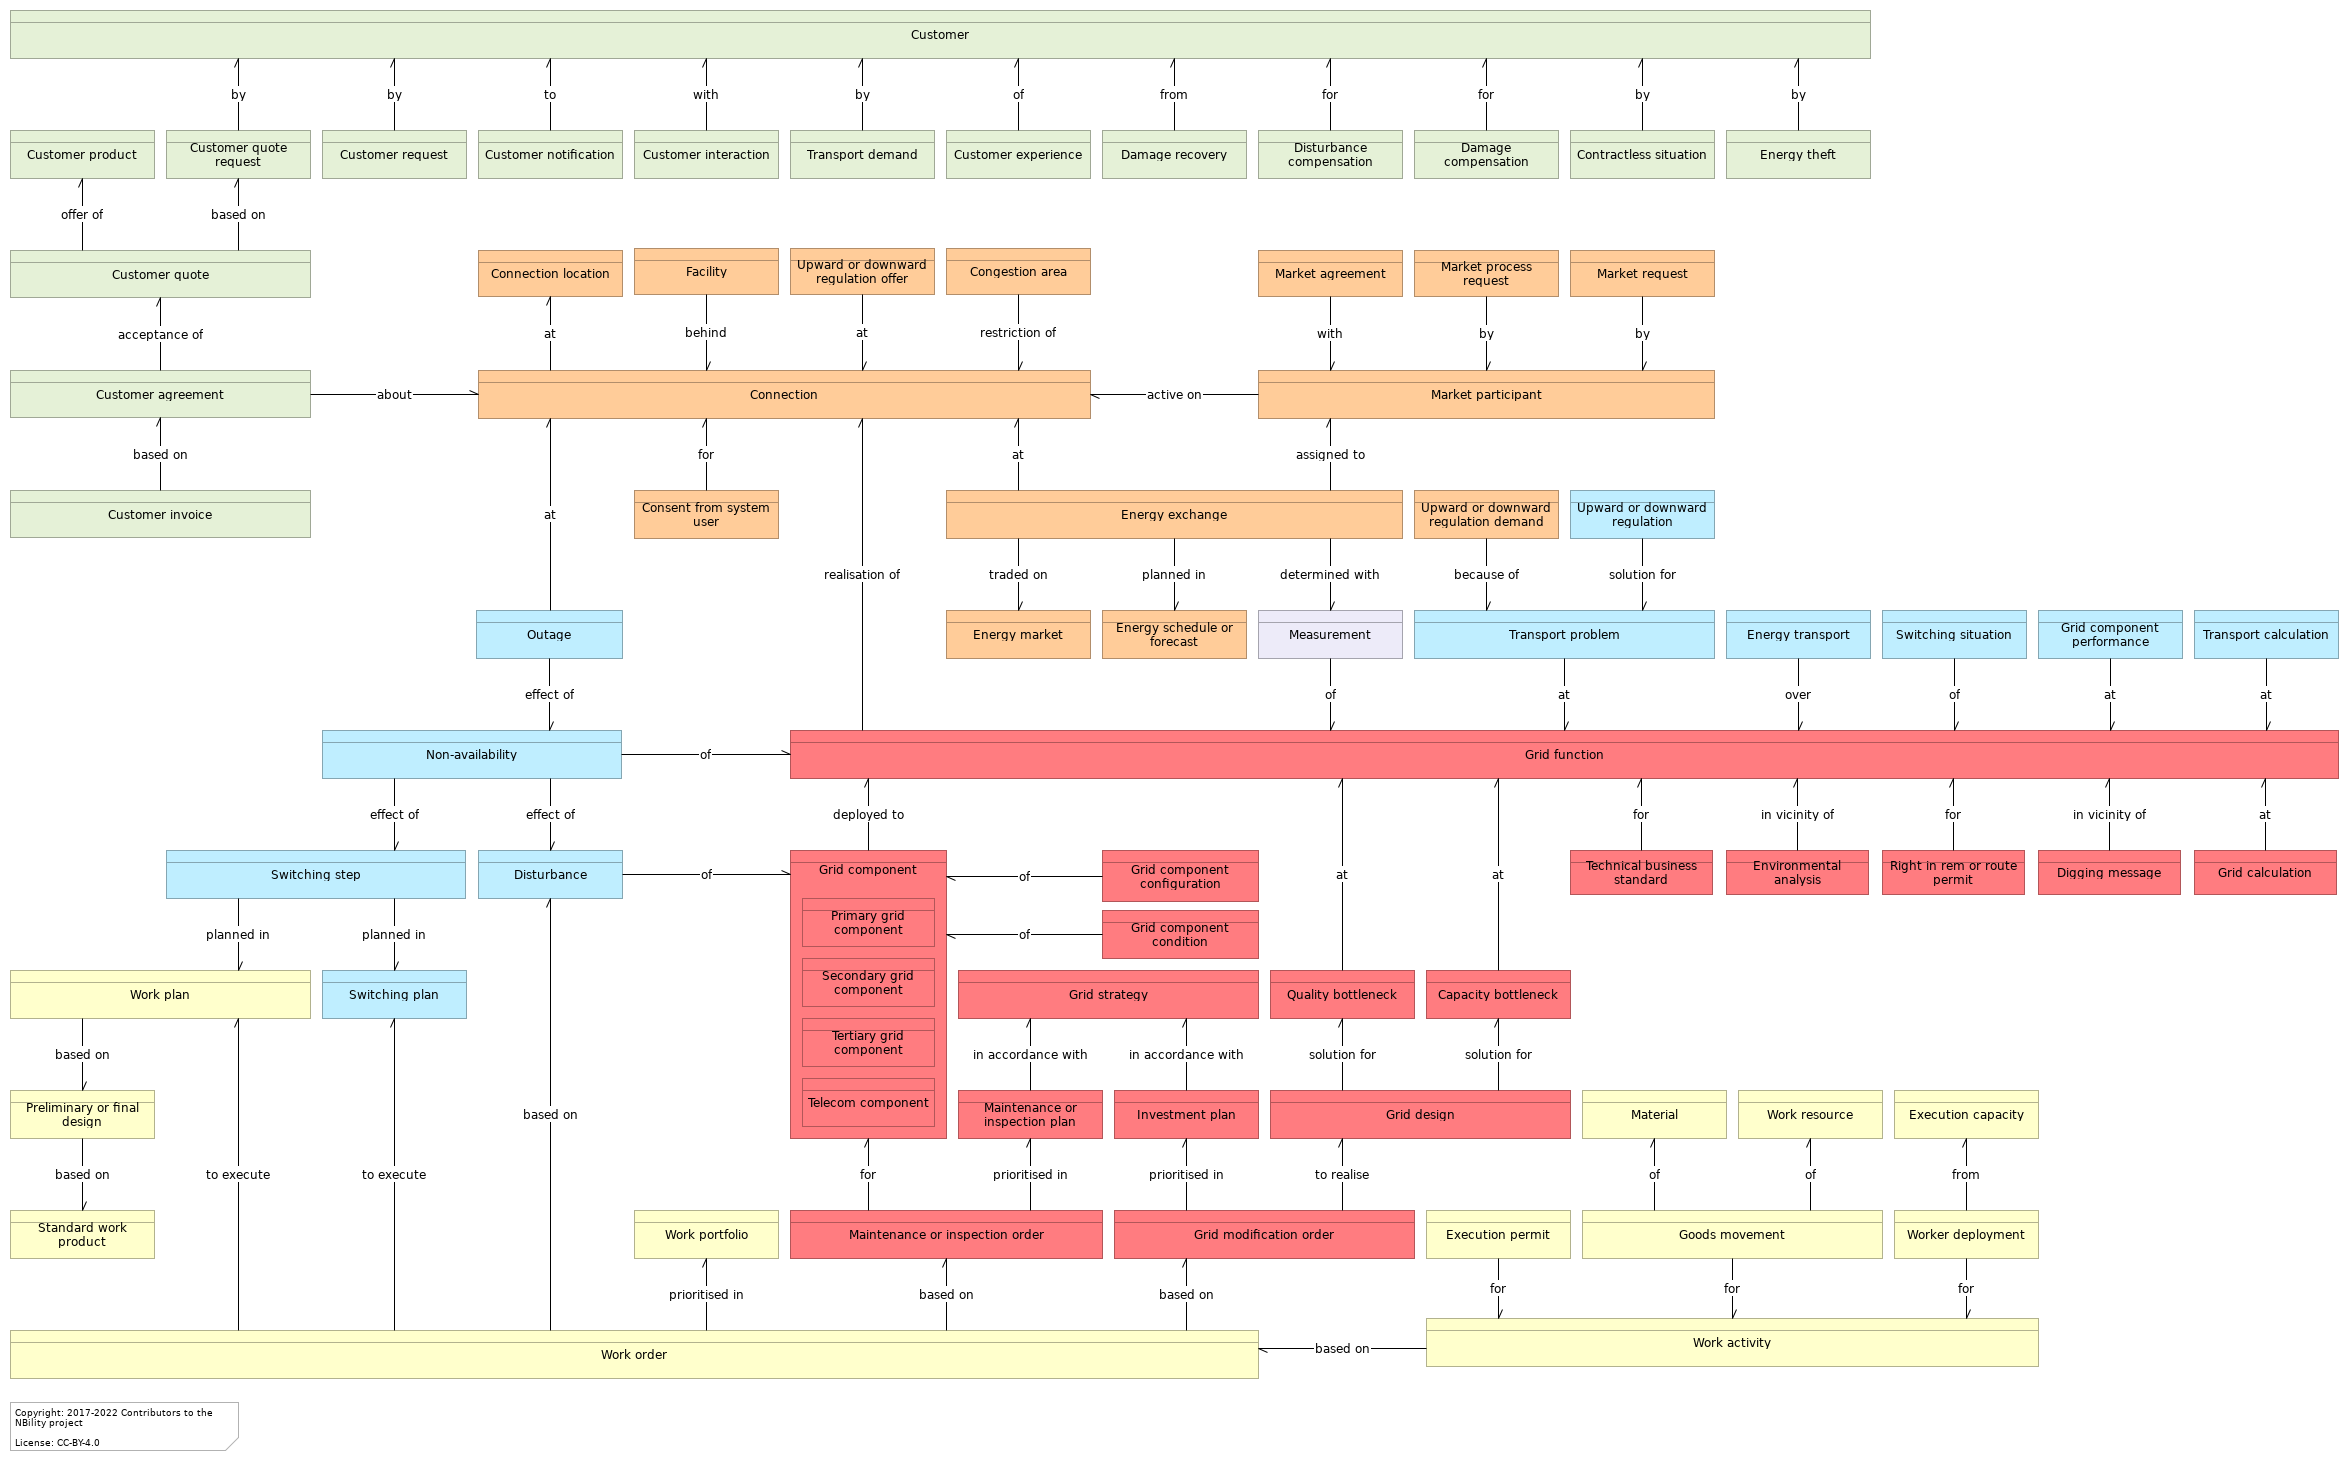 Customer
by
by
to
with
by
of
from
for
for
by
by
Customer product
Customer quote
request
Customer request
Customer notification
Customer interaction
Transport demand
Customer experience
Damage recovery
Disturbance
compensation
Damage
compensation
Contractless situation
Energy theft
offer of
based on
Customer quote
Connection location
Facility
Upward or downward
regulation offer
Congestion area
Market agreement
Market process
request
Market request
acceptance of
at
behind
at
restriction of
with
by
by
Customer agreement
about
Connection
active on
Market participant
based on
for
at
assigned to
Customer invoice
at
Consent from system
user
Energy exchange
Upward or downward
regulation demand
Upward or downward
regulation
realisation of
traded on
planned in
determined with
because of
solution for
Outage
Energy market
Energy schedule or
forecast
Measurement
Transport problem
Energy transport
Switching situation
Grid component
performance
Transport calculation
effect of
of
at
over
of
at
at
Non-availability
of
Grid function
effect of
effect of
deployed to
for
in vicinity of
for
in vicinity of
at
Switching step
Disturbance
of
Grid component
of
Grid component
configuration
at
at
Technical business
standard
Environmental
analysis
Right in rem or route
permit
Digging message
Grid calculation
planned in
planned in
Primary grid
component
of
Grid component
condition
Work plan
Switching plan
Secondary grid
component
Grid strategy
Quality bottleneck
Capacity bottleneck
based on
Tertiary grid
component
in accordance with
in accordance with
solution for
solution for
Preliminary or final
design
based on
Telecom component
Maintenance or
inspection plan
Investment plan
Grid design
Material
Work resource
Execution capacity
based on
to execute
to execute
for
prioritised in
prioritised in
to realise
of
of
from
Standard work
product
Work portfolio
Maintenance or inspection order
Grid modification order
Execution permit
Goods movement
Worker deployment
prioritised in
based on
based on
for
for
for
Work order
based on
Work activity
Copyright: 2017-2022 Contributors to the
NBility project
License: CC-BY-4.0